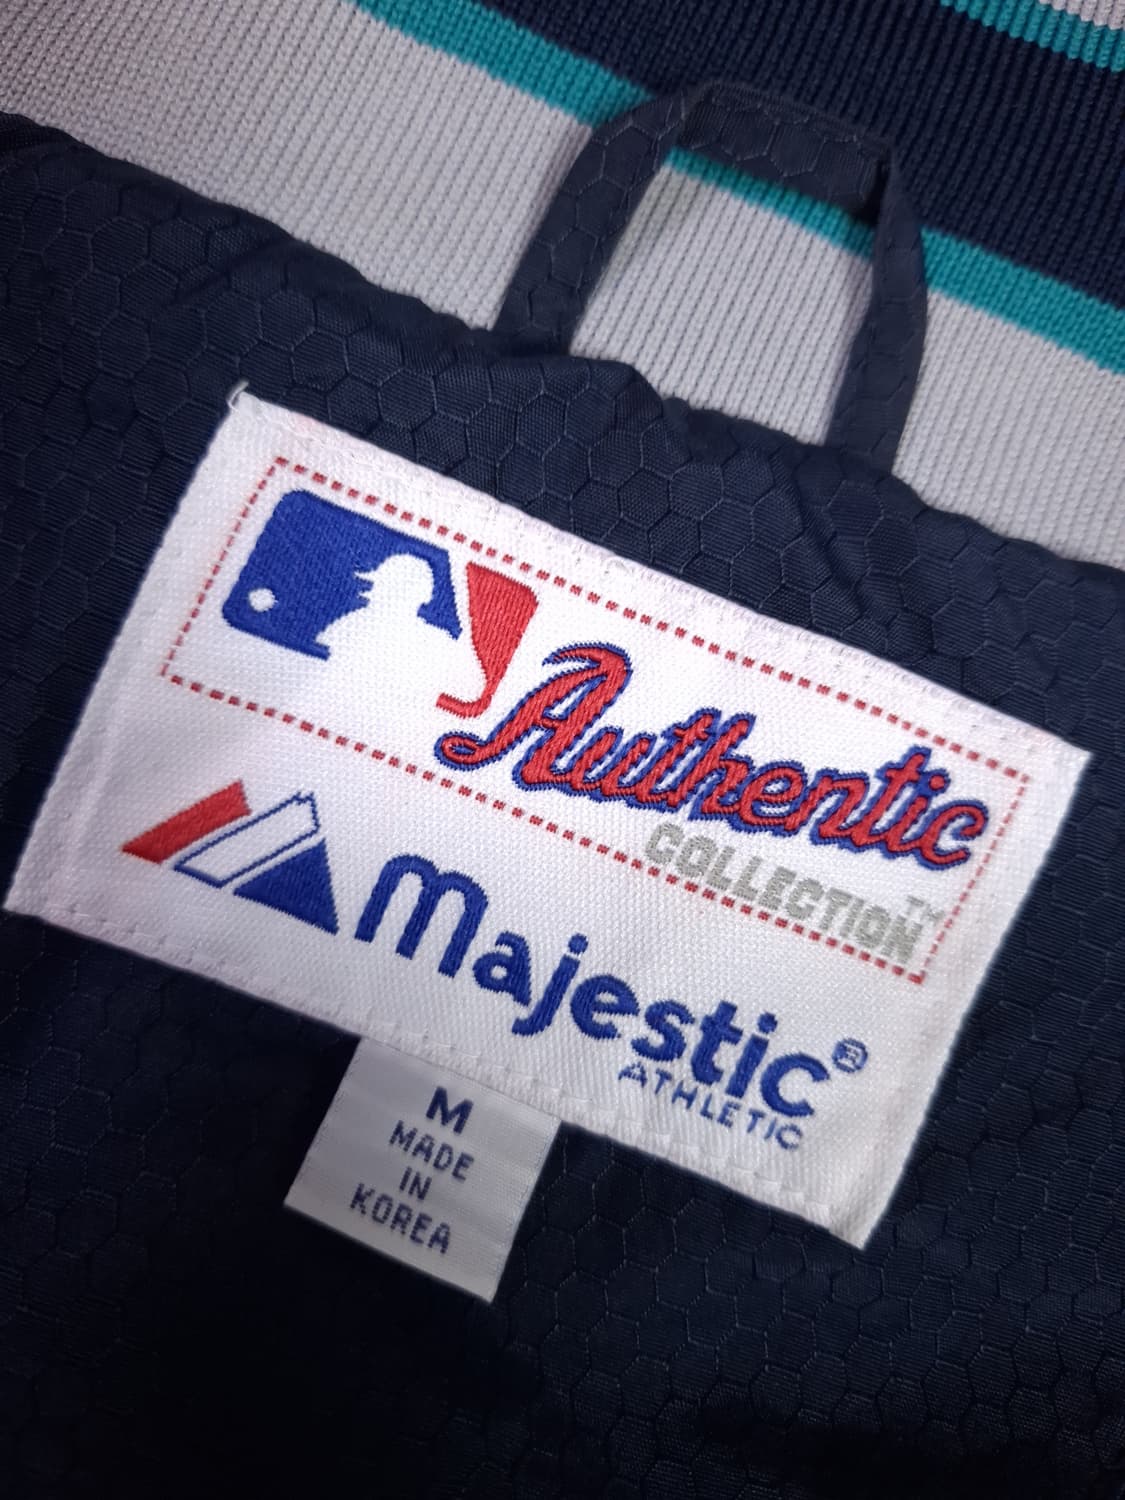 Authentic
COLLECTION™
Majestic®
ATHLETIC
M
MADE
IN
KOREA